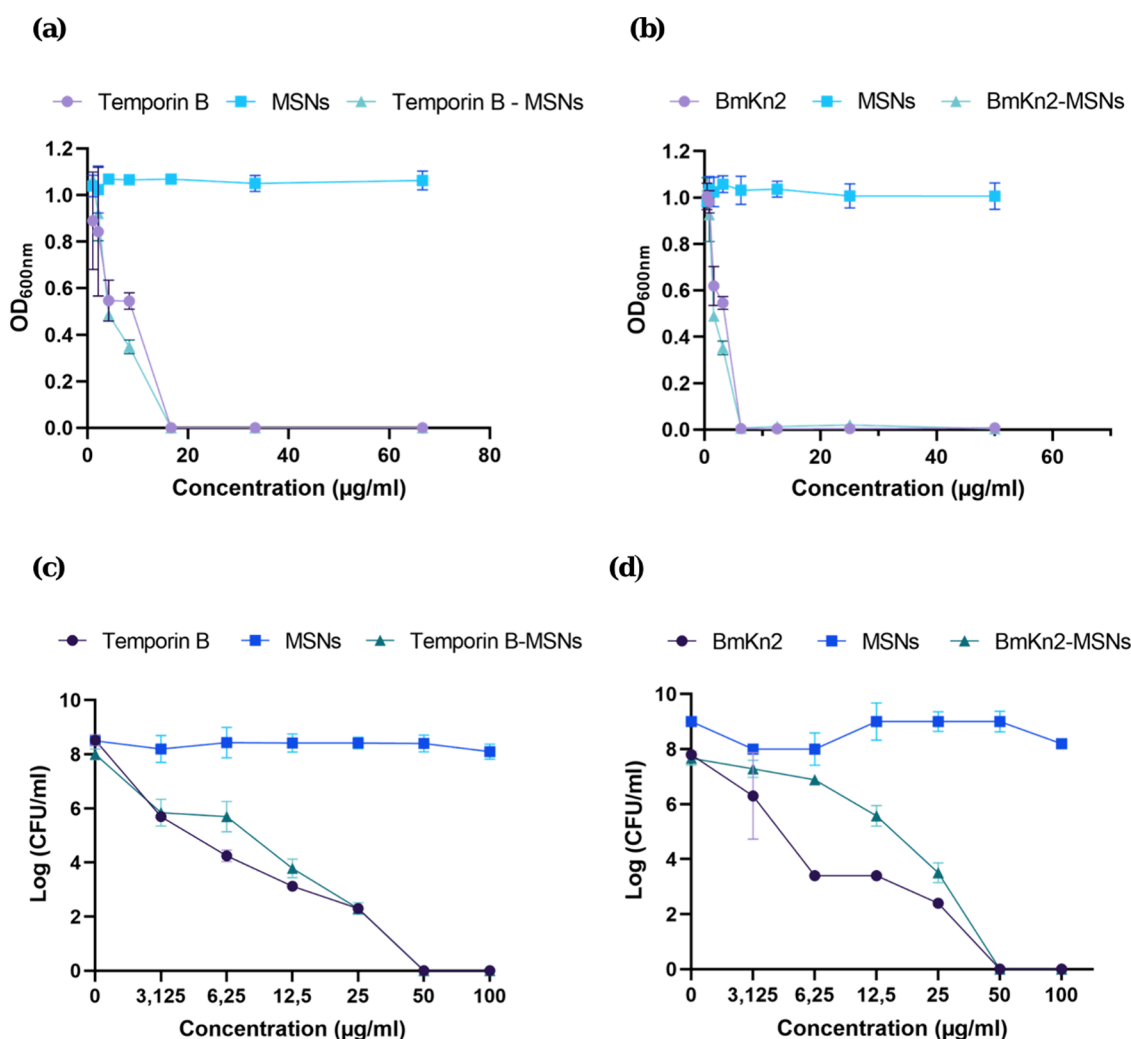 (a)
Temporin B MSNs Temporin B - MSNs
1.2
1.0
0.8
0.6
0.4
0.2
0.0
OD600nm
0 20 40 60 80
Concentration (µg/ml)
(b)
BmKn2 MSNs BmKn2-MSNs
1.2
1.0
0.8
0.6
0.4
0.2
0.0
OD600nm
0 20 40 60
Concentration (µg/ml)
(c)
Temporin B MSNs Temporin B-MSNs
10
8
6
4
2
0
Log (CFU/ml)
0 3,125 6,25 12,5 25 50 100
Concentration (µg/ml)
(d)
BmKn2 MSNs BmKn2-MSNs
10
8
6
4
2
0
Log (CFU/ml)
0 3,125 6,25 12,5 25 50 100
Concentration (µg/ml)